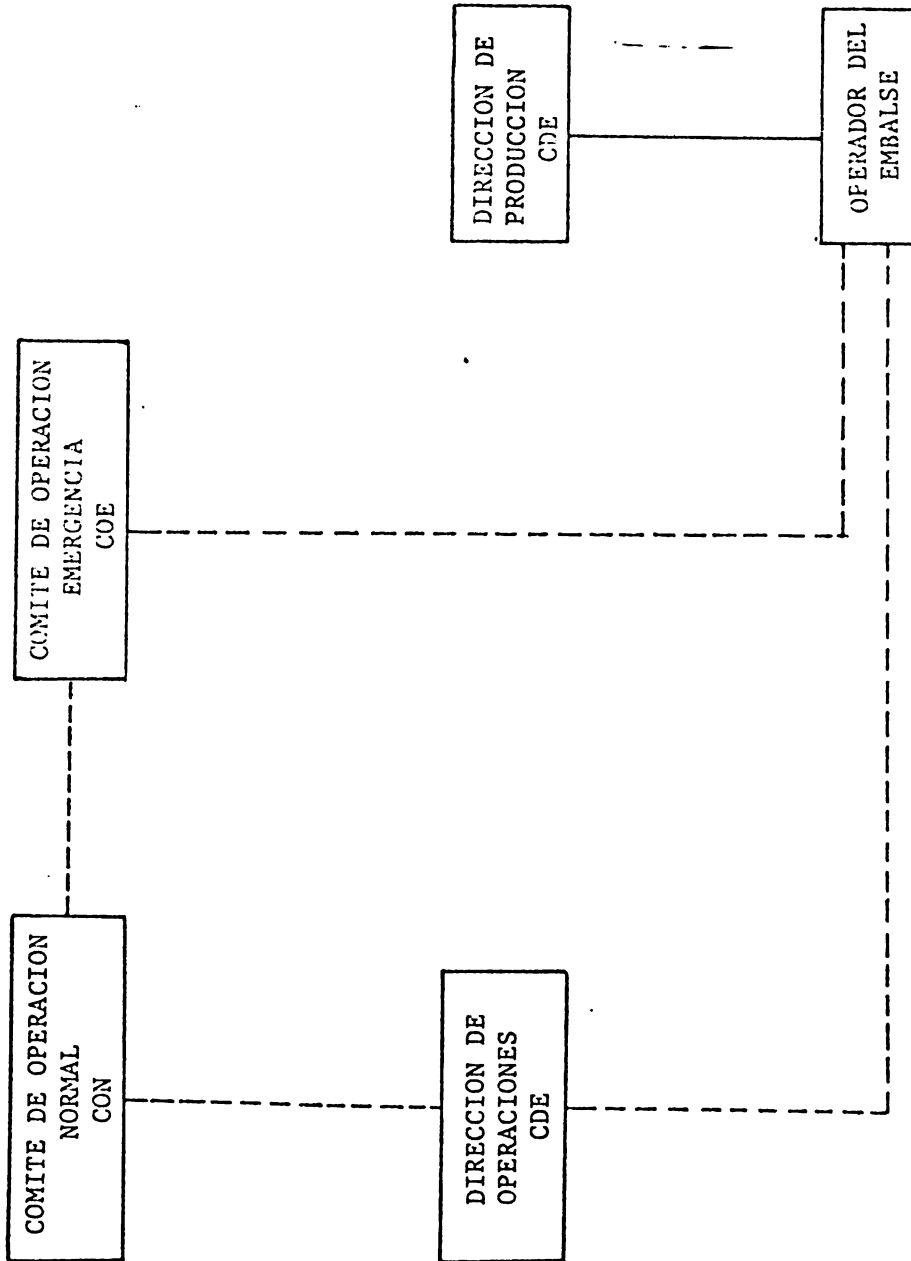 COMITE DE OPERACION
NORMAL
CON
COMITE DE OPERACION
EMERGENCIA
COE
DIRECCION DE
OPERACIONES
CDE
DIRECCION DE
PRODUCCION
CDE
OPERADOR DEL
EMBALSE